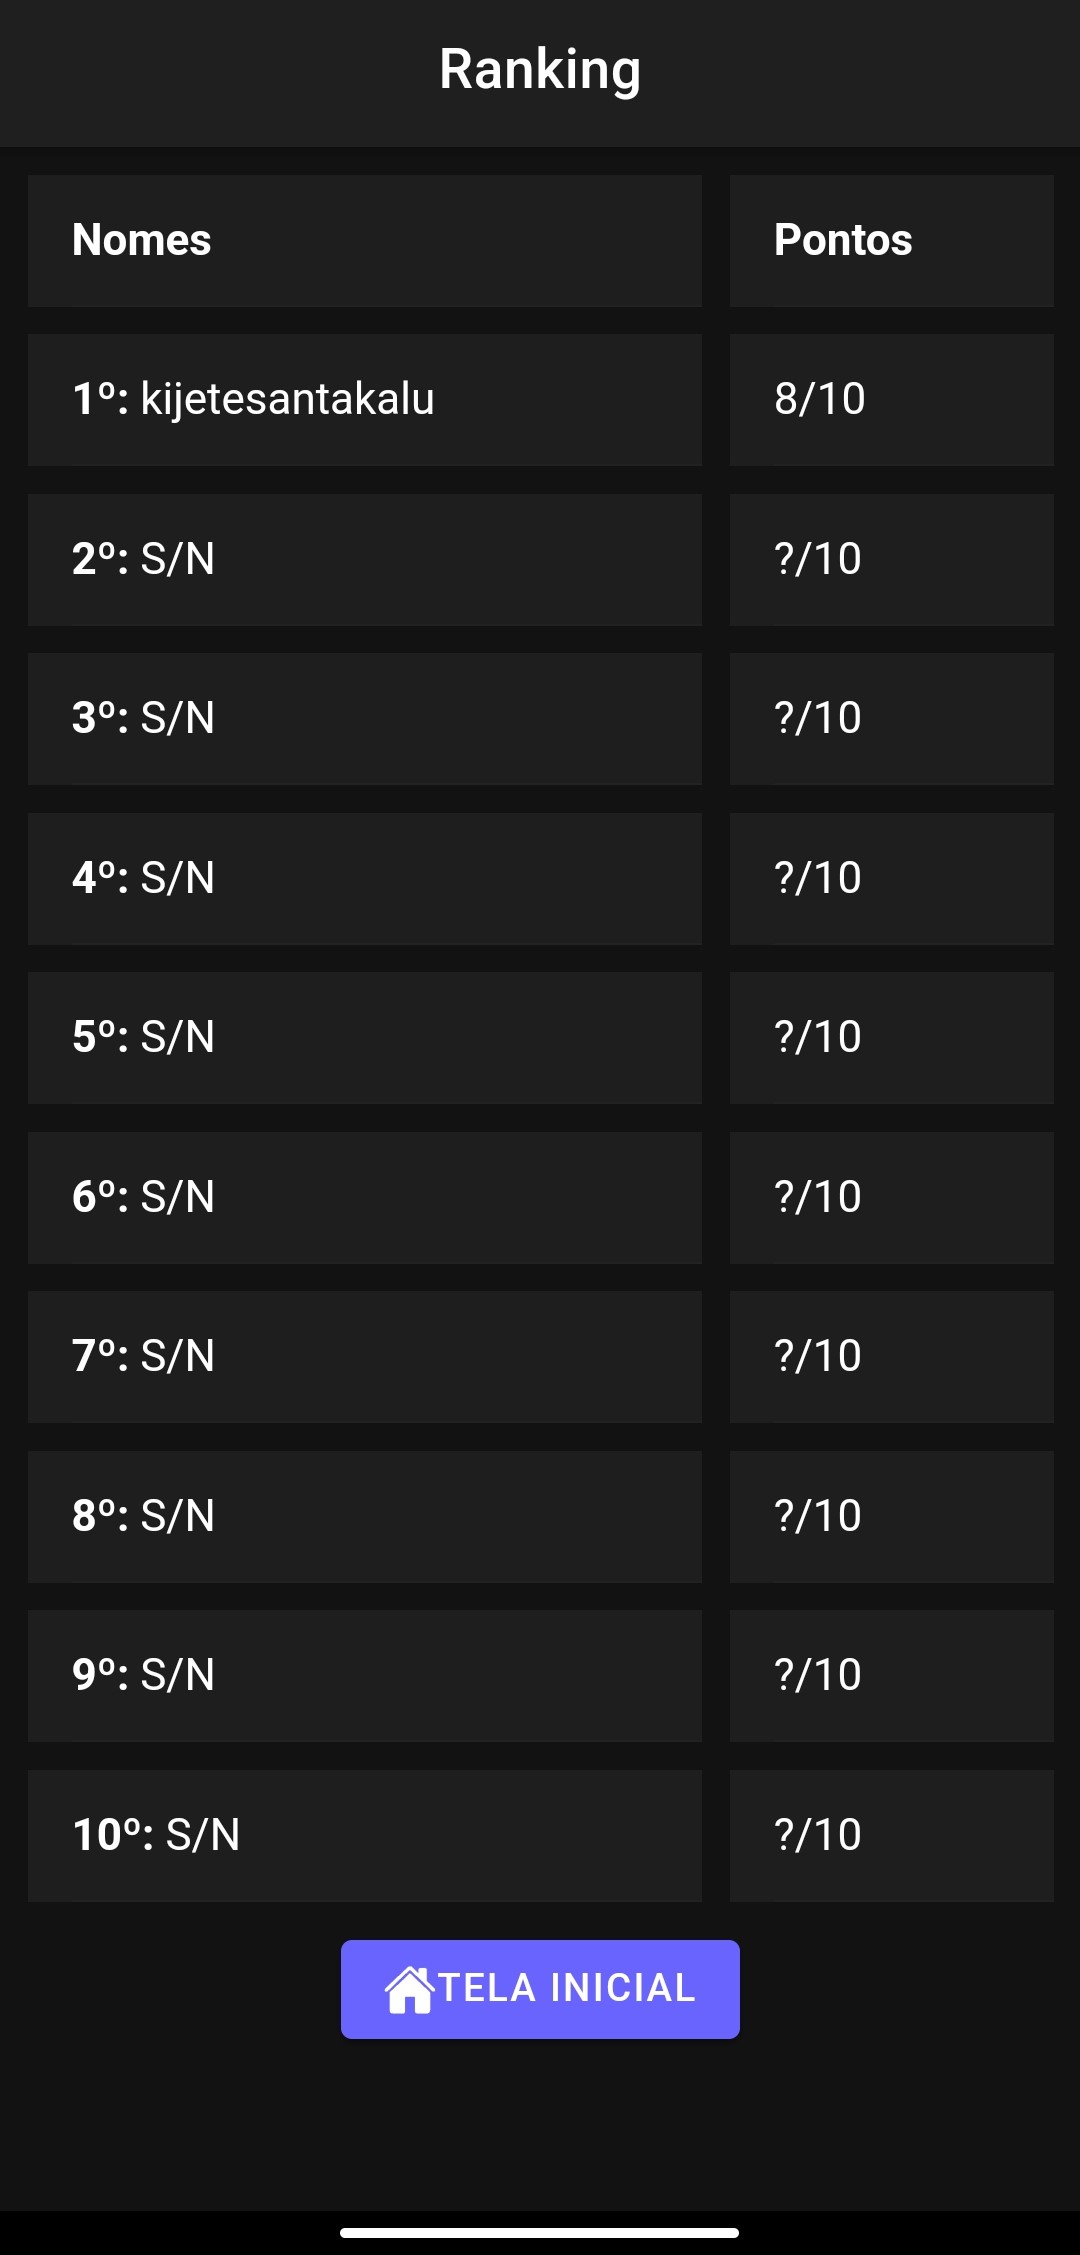 Ranking
Nomes Pontos
1º: kijetesantakalu 8/10
2º: S/N ?/10
3º: S/N ?/10
4º: S/N ?/10
5º: S/N ?/10
6º: S/N ?/10
7º: S/N ?/10
8º: S/N ?/10
9º: S/N ?/10
10º: S/N ?/10
TELA INICIAL